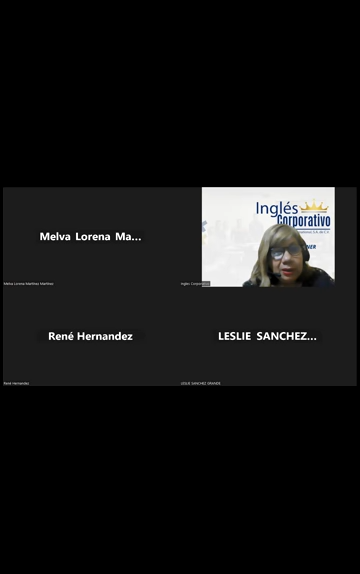 Melva Lorena Ma...
Melva Lorena Martinez Martinez
Inglés
Corporativo
Inglés Corporativo
René Hernandez
René Hernandez
LESLIE SANCHEZ...
LESLIE SANCHEZ GRANDE